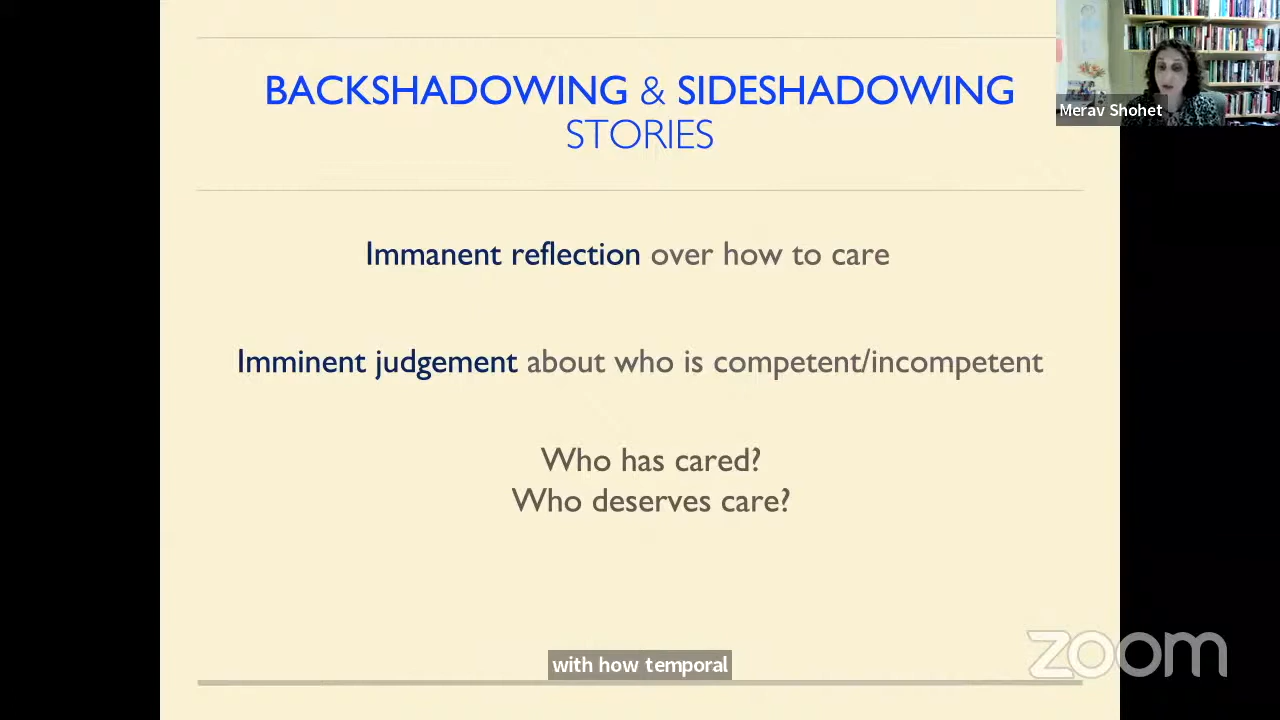 BACKSHADOWING & SIDESHADOWING
STORIES
Merav Shohet
Immanent reflection over how to care
Imminent judgement about who is competent/incompetent
Who has cared?
Who deserves care?
with how temporal
zoom